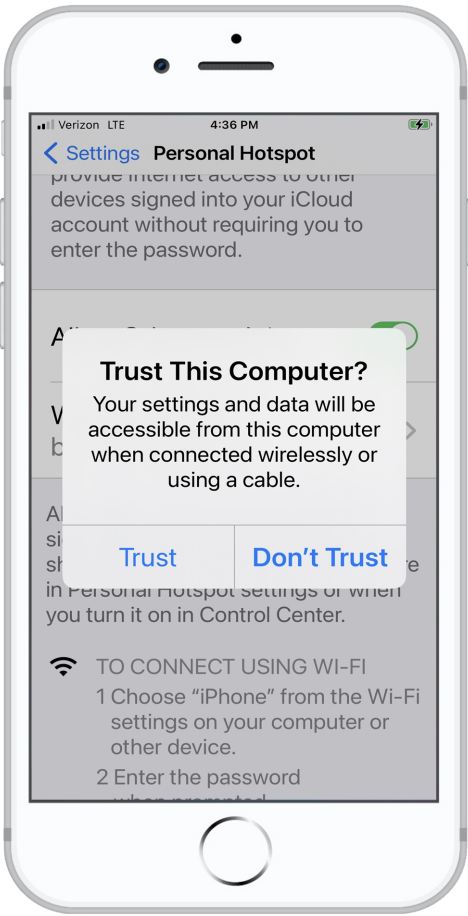 Verizon LTE 4:36 PM
Settings Personal Hotspot
provide internet access to other
devices signed into your iCloud
account without requiring you to
enter the password.
Trust This Computer?
Your settings and data will be
accessible from this computer
when connected wirelessly or
using a cable.
Trust Don't Trust
in Personal Hotspot settings or when
you turn it on in Control Center.
TO CONNECT USING WI-FI
1 Choose “iPhone” from the Wi-Fi
settings on your computer or
other device.
2 Enter the password
when prompted